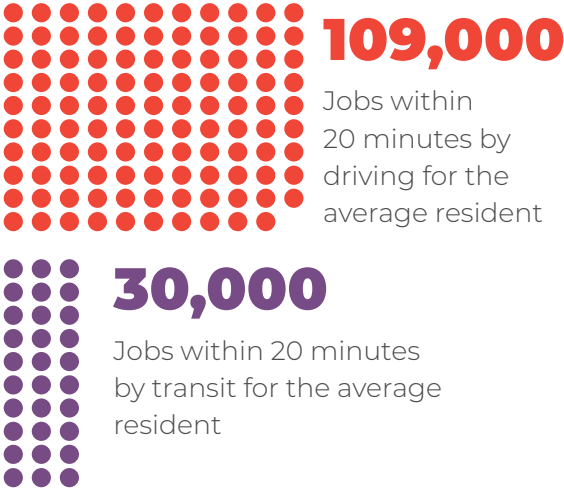 109,000
Jobs within
20 minutes by
driving for the
average resident
30,000
Jobs within 20 minutes
by transit for the average
resident